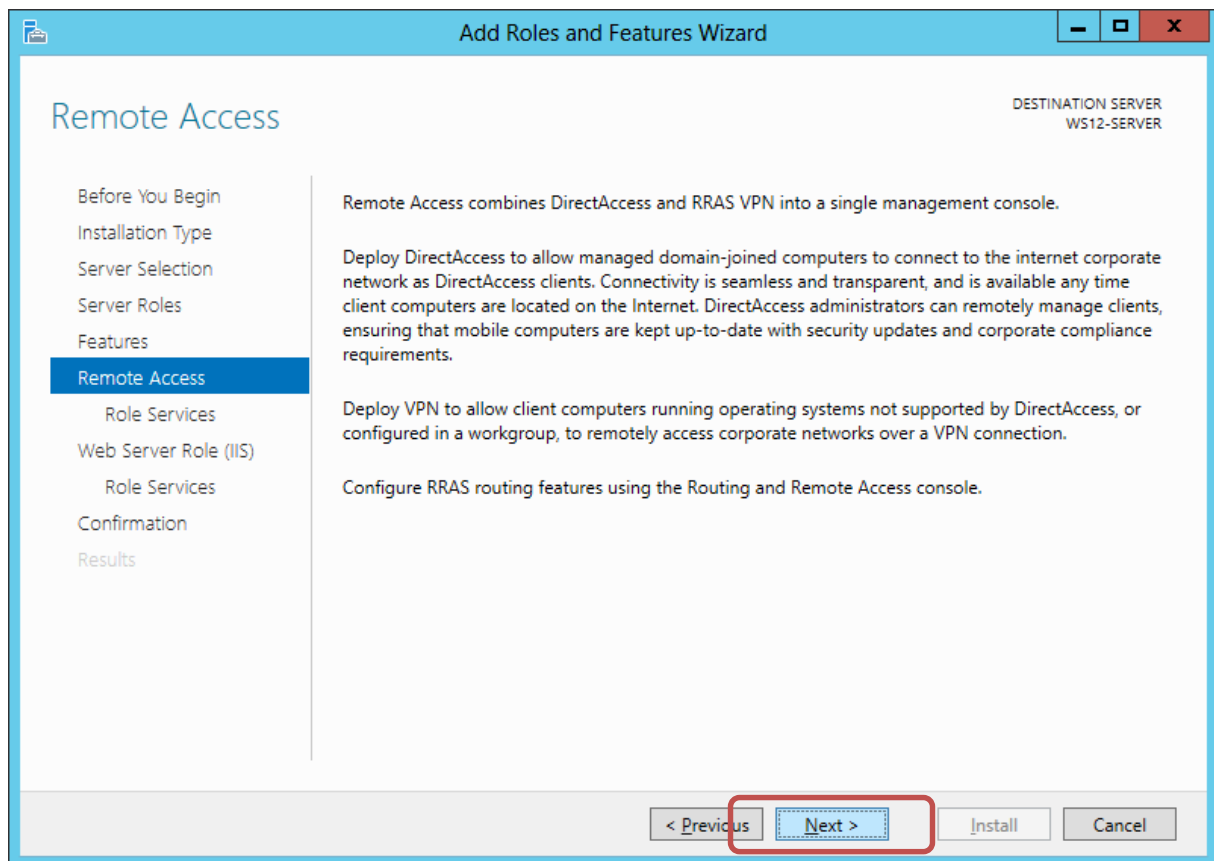 Add Roles and Features Wizard
Remote Access
DESTINATION SERVER
WS12-SERVER
Before You Begin
Installation Type
Server Selection
Server Roles
Features
Remote Access
Role Services
Web Server Role (IIS)
Role Services
Confirmation
Results
Remote Access combines DirectAccess and RRAS VPN into a single management console.
Deploy DirectAccess to allow managed domain-joined computers to connect to the internet corporate
network as DirectAccess clients. Connectivity is seamless and transparent, and is available any time
client computers are located on the Internet. DirectAccess administrators can remotely manage clients,
ensuring that mobile computers are kept up-to-date with security updates and corporate compliance
requirements.
Deploy VPN to allow client computers running operating systems not supported by DirectAccess, or
configured in a workgroup, to remotely access corporate networks over a VPN connection.
Configure RRAS routing features using the Routing and Remote Access console.
< Previous Next > Install Cancel